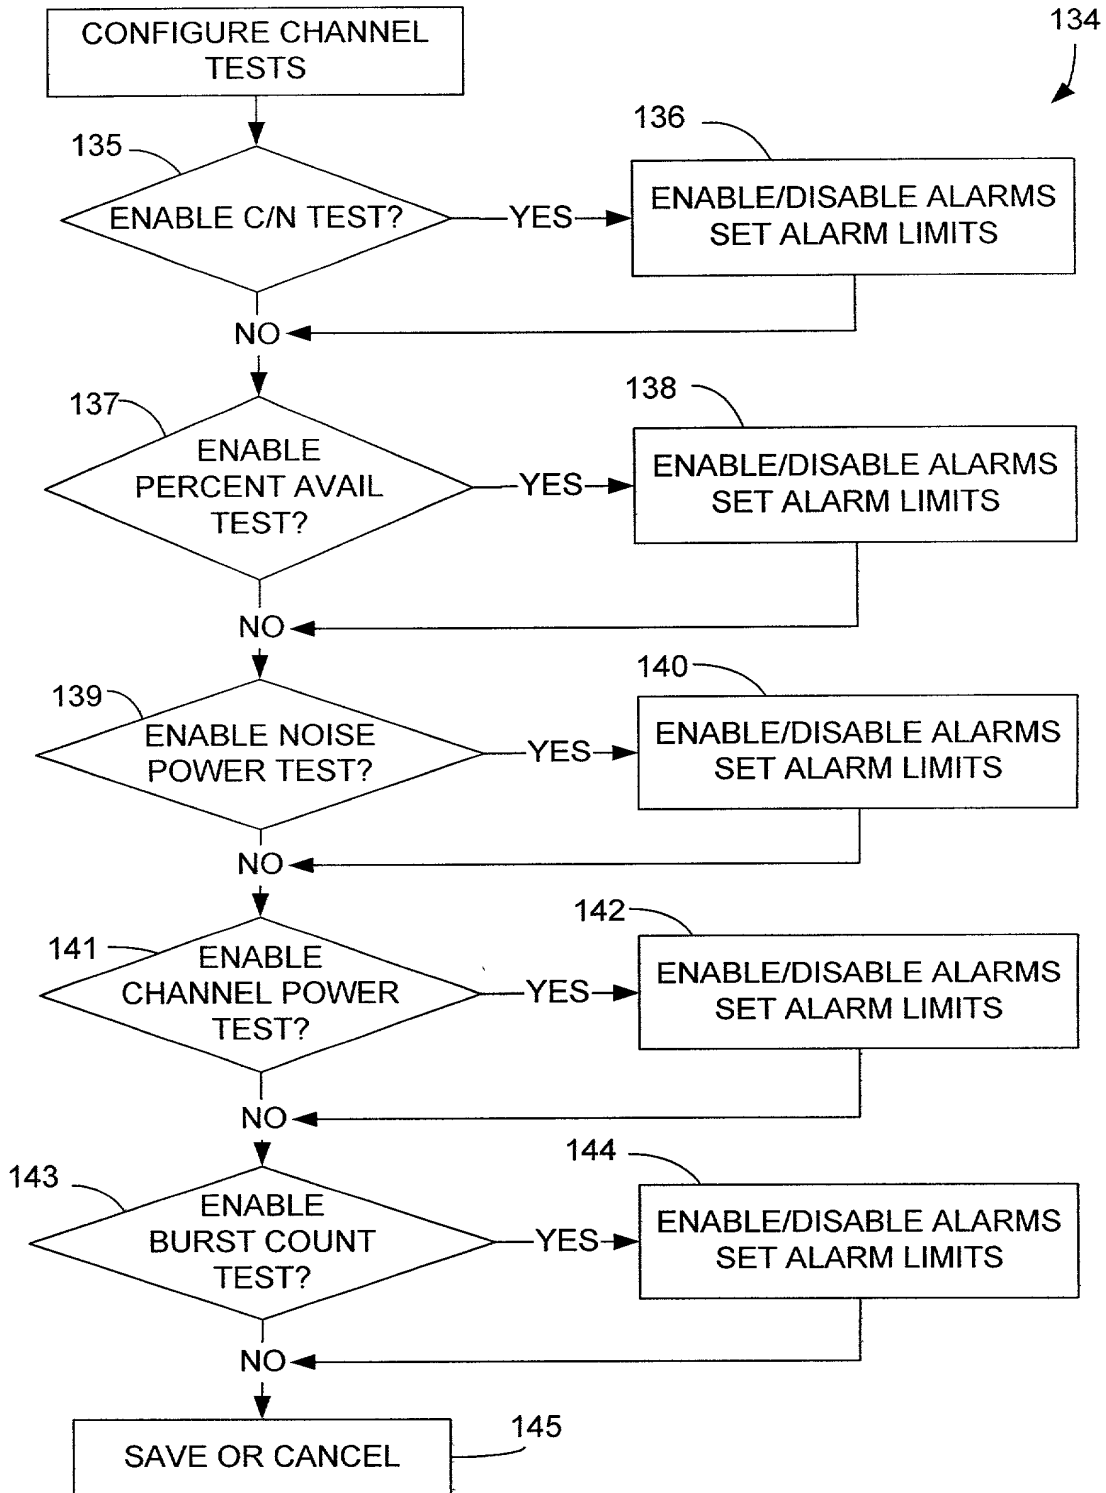 CONFIGURE CHANNEL
TESTS
134
135
ENABLE C/N TEST?
YES
136
ENABLE/DISABLE ALARMS
SET ALARM LIMITS
NO
137
ENABLE
PERCENT AVAIL
TEST?
YES
138
ENABLE/DISABLE ALARMS
SET ALARM LIMITS
NO
139
ENABLE NOISE
POWER TEST?
YES
140
ENABLE/DISABLE ALARMS
SET ALARM LIMITS
NO
141
ENABLE
CHANNEL POWER
TEST?
YES
142
ENABLE/DISABLE ALARMS
SET ALARM LIMITS
NO
143
ENABLE
BURST COUNT
TEST?
YES
144
ENABLE/DISABLE ALARMS
SET ALARM LIMITS
NO
SAVE OR CANCEL
145